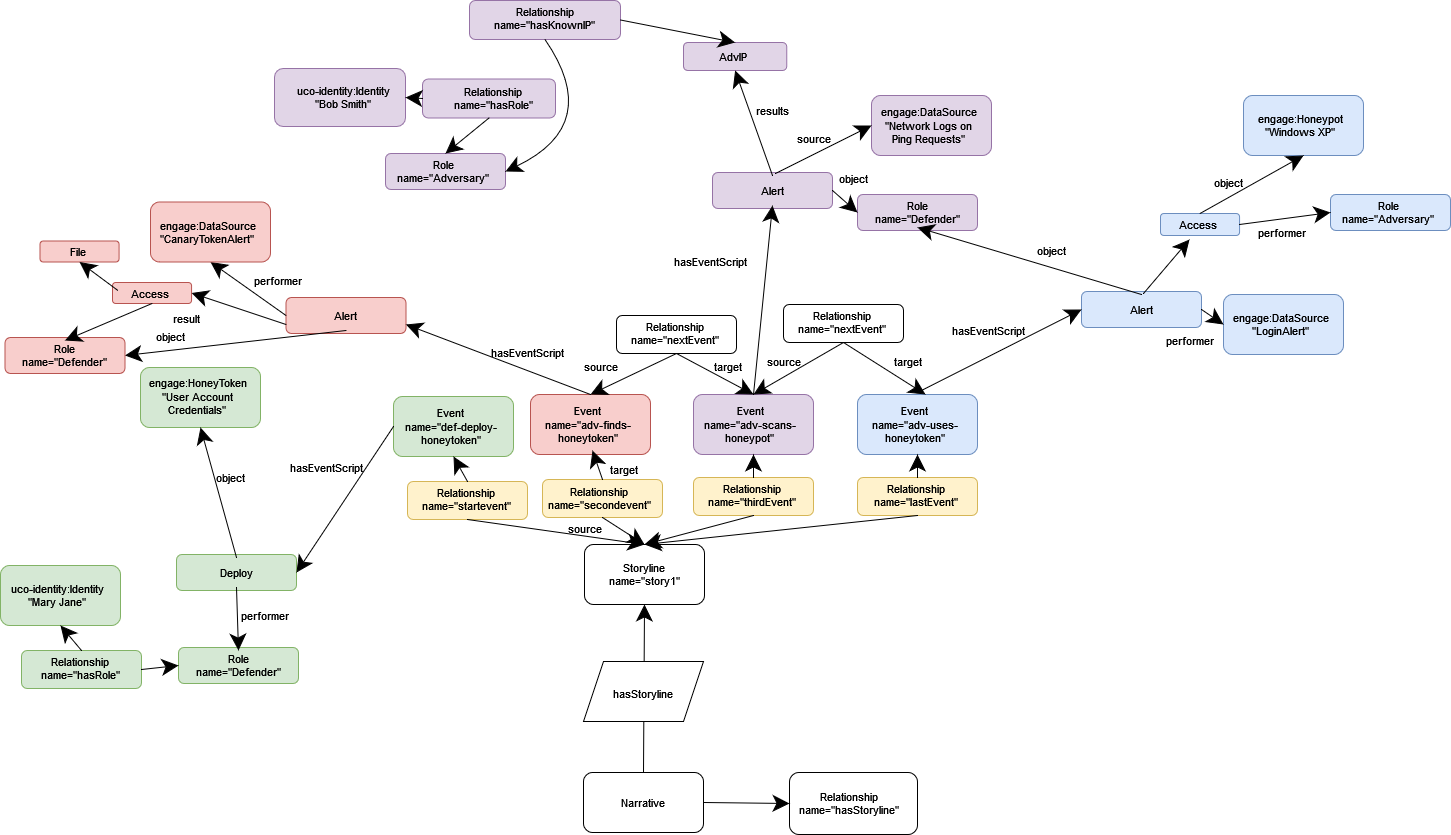 Relationship
name="hasKnownIP"
AdvIP
uco-identity:Identity
"Bob Smith"
Relationship
name="hasRole"
results
engage:DataSource
"Network Logs on
Ping Requests"
source
engage:Honeypot
"Windows XP"
Role
name="Adversary"
Alert
object
Role
name="Defender"
object
Access
performer
Role
name="Adversary"
engage:DataSource
"CanaryTokenAlert"
File
performer
Access
result
object
Alert
Role
name="Defender"
hasEventScript
object
Alert
engage:DataSource
"LoginAlert"
performer
Relationship
name="nextEvent"
Relationship
name="nextEvent"
hasEventScript
hasEventScript
source
target
source
target
engage:HoneyToken
"User Account
Credentials"
Event
name="def-deploy-
honeytoken"
Event
name="adv-finds-
honeytoken"
Event
name="adv-scans-
honeypot"
Event
name="adv-uses-
honeytoken"
hasEventScript
object
target
Relationship
name="startevent"
Relationship
name="secondevent"
Relationship
name="thirdEvent"
Relationship
name="lastEvent"
source
Storyline
name="story1"
Deploy
uco-identity:Identity
"Mary Jane"
performer
Relationship
name="hasRole"
Role
name="Defender"
hasStoryline
Narrative
Relationship
name="hasStoryline"